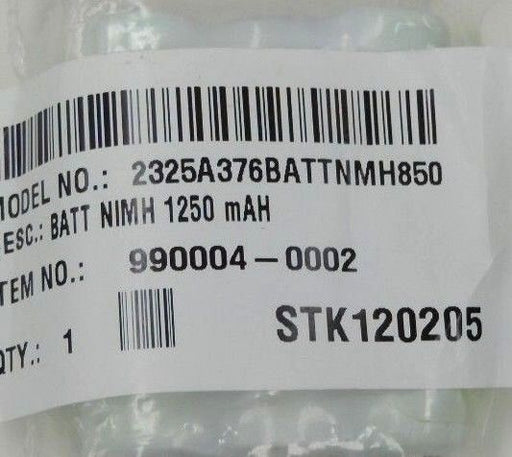 MODEL NO.: 2325A376BATTNMH850
ESC.: BATT NIMH 1250 mAH
TEM NO.: 990004-0002
QTY.: 1
STK120205